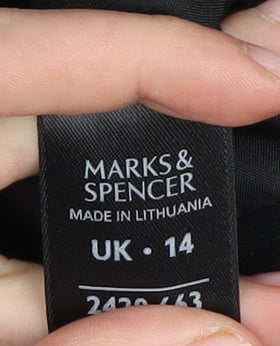 MARKS &
SPENCER
MADE IN LITHUANIA
UK • 14